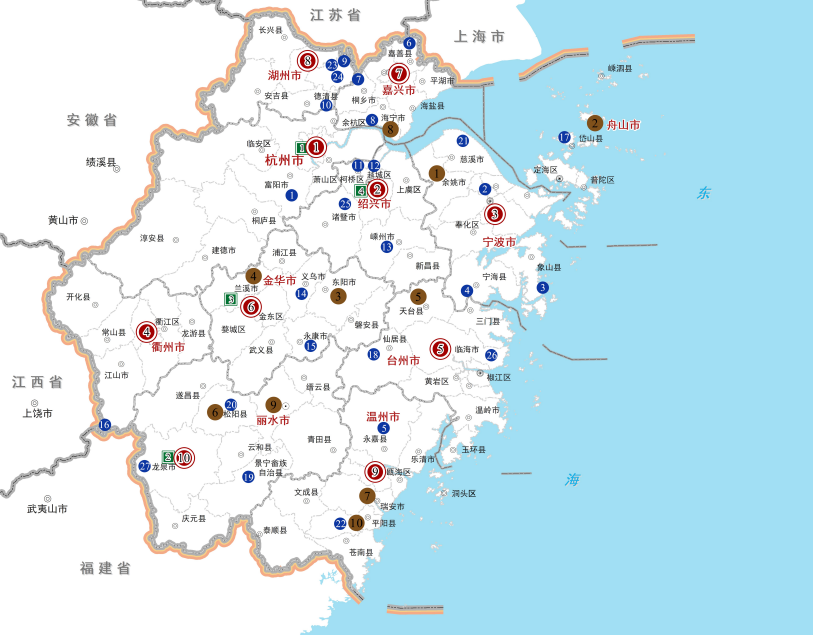 江苏省
上海市
长兴县
6
嘉善县
8
9
23
湖州市
24
7
7
嵊泗县
平湖市
嘉兴市
安吉县
德清县
10
桐乡市
海盐县
安徽省
余杭区
8
海宁市
8
2
舟山市
17
岱山县
临安区
1
1
21
杭州市
慈溪市
绩溪县
11
12
越城区
1
余姚市
定海区
萧山区
柯桥区
富阳市
4
2
上虞区
2
普陀区
东
1
25
绍兴市
3
黄山市
桐庐县
诸暨市
奉化区
淳安县
嵊州市
13
宁波市
建德市
浦江县
新昌县
象山县
4
金华市
义乌市
东阳市
宁海县
兰溪市
14
3
5
4
3
开化县
3
6
天台县
金东区
三门县
衢江区
磐安县
常山县
4
龙游县
婺城区
永康市
仙居县
衢州市
武义县
15
18
5
临海市
26
台州市
江山市
黄岩区
椒江区
江西省
缙云县
遂昌县
上饶市
6
20
松阳县
9
温岭市
丽水市
温州市
16
5
青田县
永嘉县
云和县
玉环县
2
10
乐清市
27
龙泉市
景宁畲族
自治县
9
瓯海区
19
海
文成县
7
洞头区
武夷山市
瑞安市
庆元县
22
10
平阳县
泰顺县
苍南县
福建省